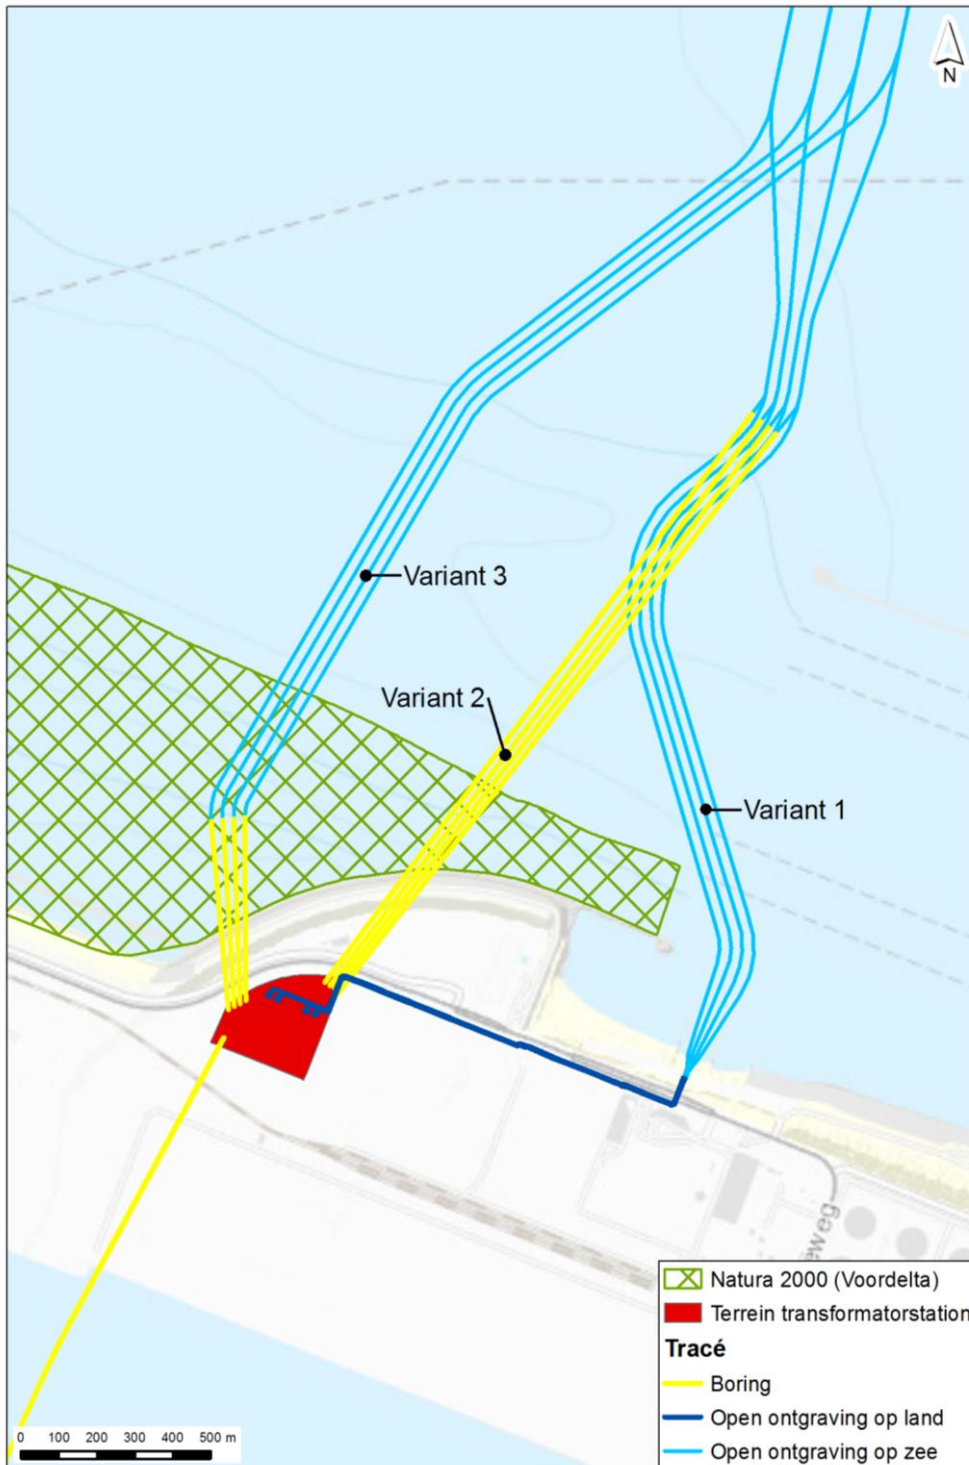 N
Variant 3
Variant 2
Variant 1
eweg
Natura 2000 (Voordelta)
Terrein transformatorstation
Tracé
Boring
Open ontgraving op land
Open ontgraving op zee
0 100 200 300 400 500 m